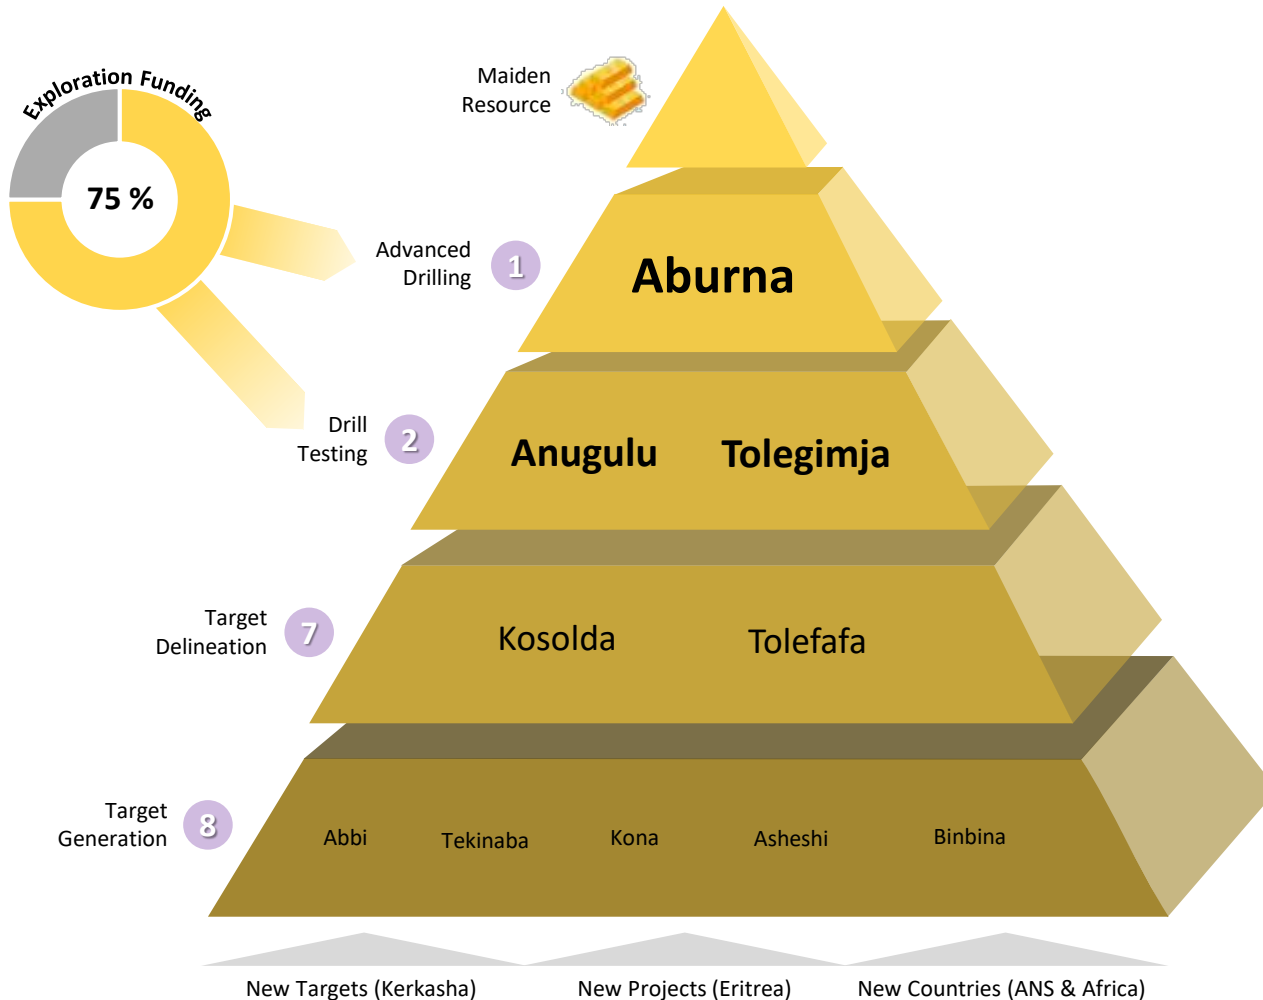 Exploration Funding
75 %
Maiden
Resource
Advanced
Drilling
1
Aburna
Drill
Testing
2
Anugulu Tolegimja
Target
Delineation
7
Kosolda Tolefafa
Target
Generation
8
Abbi Tekinaba Kona Asheshi Binbina
New Targets (Kerkasha) New Projects (Eritrea) New Countries (ANS & Africa)